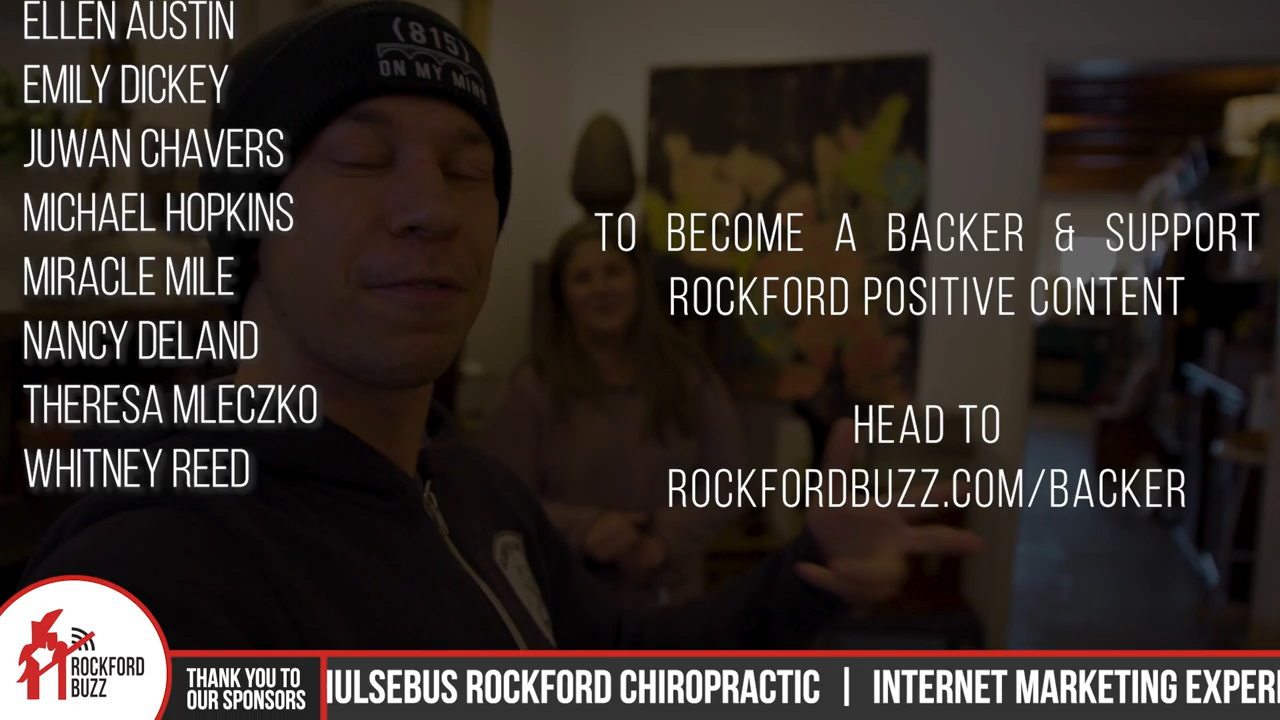 ELLEN AUSTIN
EMILY DICKEY
JUWAN CHAVERS
MICHAEL HOPKINS
MIRACLE MILE
NANCY DELAND
THERESA MLECZKO
WHITNEY REED
(815)
ON MY MIND
TO BECOME A BACKER & SUPPORT
ROCKFORD POSITIVE CONTENT
HEAD TO
ROCKFORDBUZZ.COM/BACKER
ROCKFORD
BUZZ
THANK YOU TO
OUR SPONSORS
ROCKFORD CHIROPRACTIC | INTERNET MARKETING